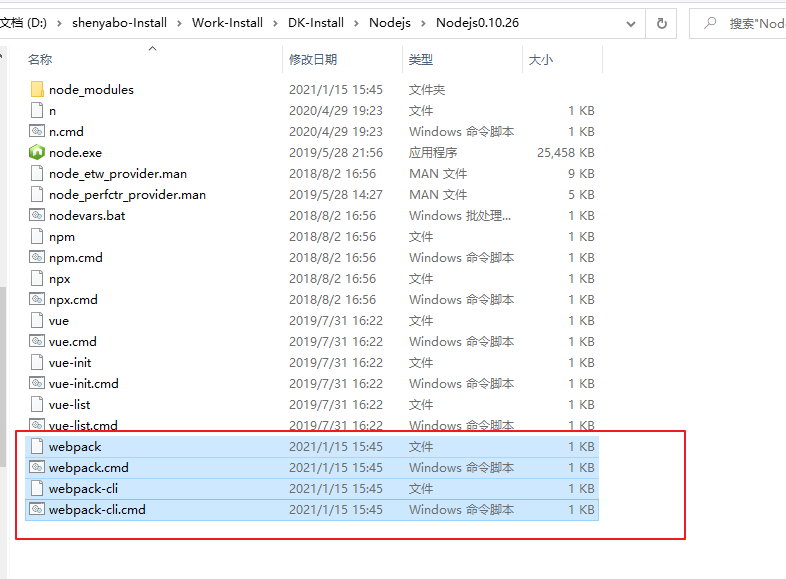 文档 (D:) › shenyabo-Install › Work-Install › DK-Install › Nodejs › Nodejs0.10.26 搜索"Nod
名称 修改日期 类型 大小
node_modules 2021/1/15 15:45 文件夹
n 2020/4/29 19:23 文件 1 KB
n.cmd 2020/4/29 19:23 Windows 命令脚本 1 KB
node.exe 2019/5/28 21:56 应用程序 25,458 KB
node_etw_provider.man 2018/8/2 16:56 MAN 文件 9 KB
node_perfctr_provider.man 2019/5/28 14:27 MAN 文件 5 KB
nodevars.bat 2018/8/2 16:56 Windows 批处理... 1 KB
npm 2018/8/2 16:56 文件 1 KB
npm.cmd 2018/8/2 16:56 Windows 命令脚本 1 KB
npx 2018/8/2 16:56 文件 1 KB
npx.cmd 2018/8/2 16:56 Windows 命令脚本 1 KB
vue 2019/7/31 16:22 文件 1 KB
vue.cmd 2019/7/31 16:22 Windows 命令脚本 1 KB
vue-init 2019/7/31 16:22 文件 1 KB
vue-init.cmd 2019/7/31 16:22 Windows 命令脚本 1 KB
vue-list 2019/7/31 16:22 文件 1 KB
vue-list.cmd 2019/7/31 16:22 Windows 命令脚本 1 KB
webpack 2021/1/15 15:45 文件 1 KB
webpack.cmd 2021/1/15 15:45 Windows 命令脚本 1 KB
webpack-cli 2021/1/15 15:45 文件 1 KB
webpack-cli.cmd 2021/1/15 15:45 Windows 命令脚本 1 KB